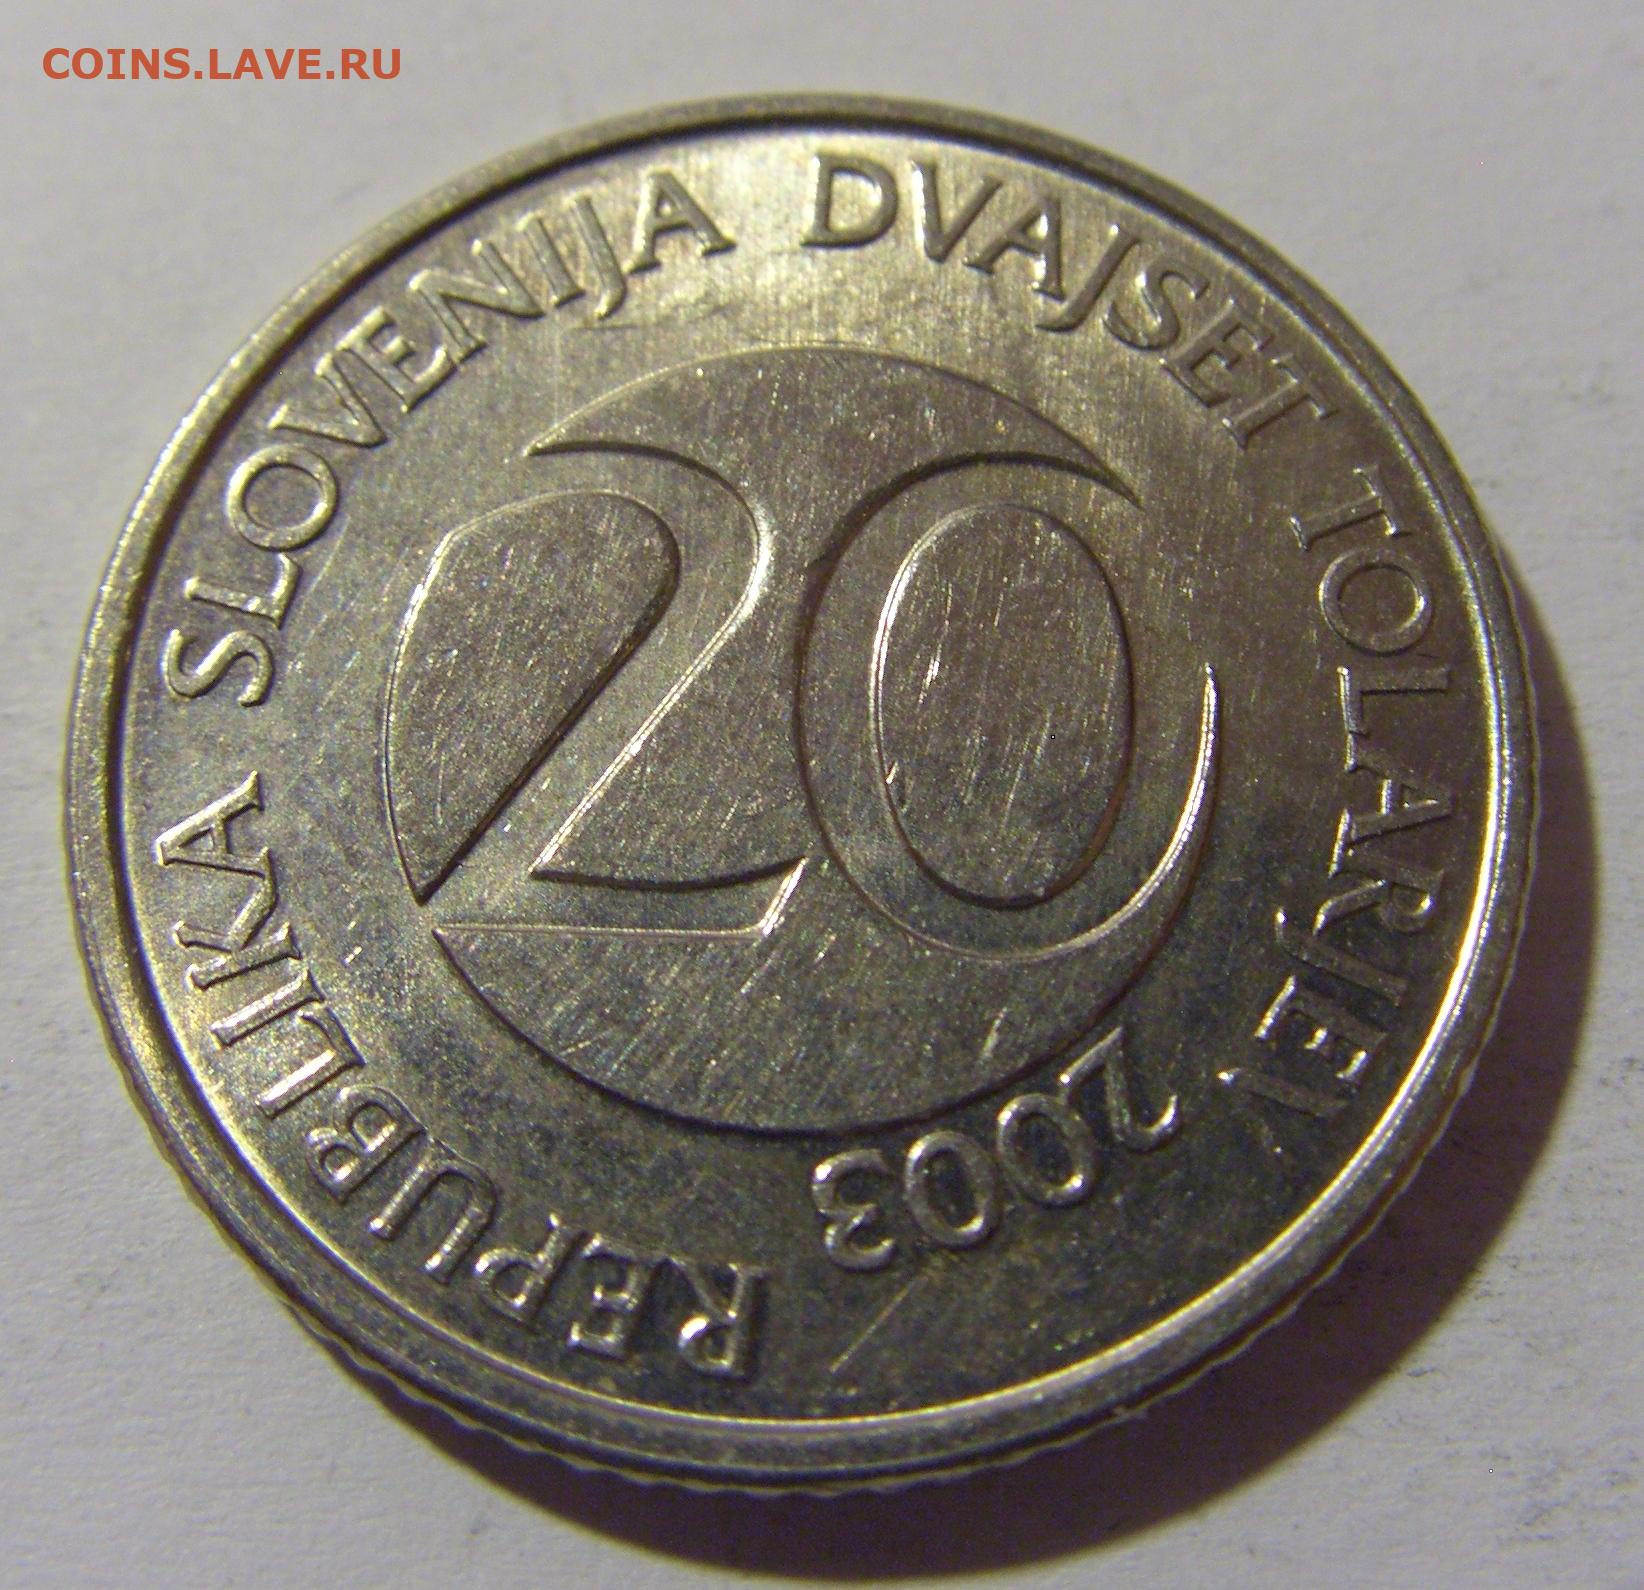 COINS.LAVE.RU
REPUBLIKA SLOVENIJA DVAJSET TOLARJEV
20
2003